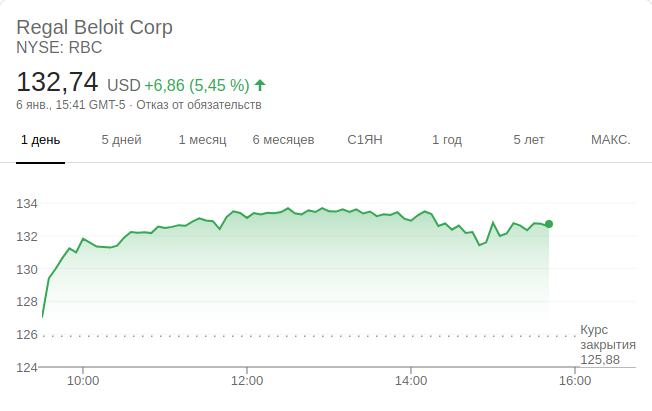 Regal Beloit Corp
NYSE: RBC
132,74 USD +6,86 (5,45 %)
6 янв., 15:41 GMT-5 · Отказ от обязательств
1 день 5 дней 1 месяц 6 месяцев С1ЯН 1 год 5 лет МАКС.
134
132
130
128
126
124
Курс
закрытия
125,88
10:00 12:00 14:00 16:00